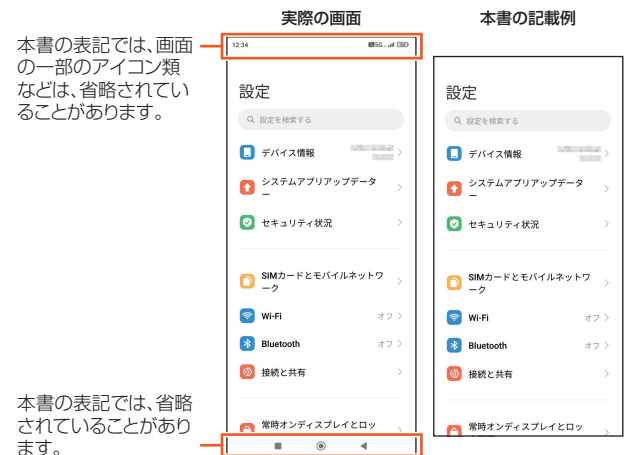 実際の画面
本書の記載例
本書の表記では、画面
の一部のアイコン類
などは、省略されてい
ることがあります。
12:34
5G
設定
設定を検索する
デバイス情報
システムアプリアップデータ
ー
セキュリティ状況
SIMカードとモバイルネットワ
ーク
Wi-Fi
オフ
Bluetooth
オフ
接続と共有
常時オンディスプレイとロッ
設定
設定を検索する
デバイス情報
システムアプリアップデータ
ー
セキュリティ状況
SIMカードとモバイルネットワ
ーク
Wi-Fi
オフ
Bluetooth
オフ
接続と共有
常時オンディスプレイとロッ
本書の表記では、省略
されていることがあり
ます。